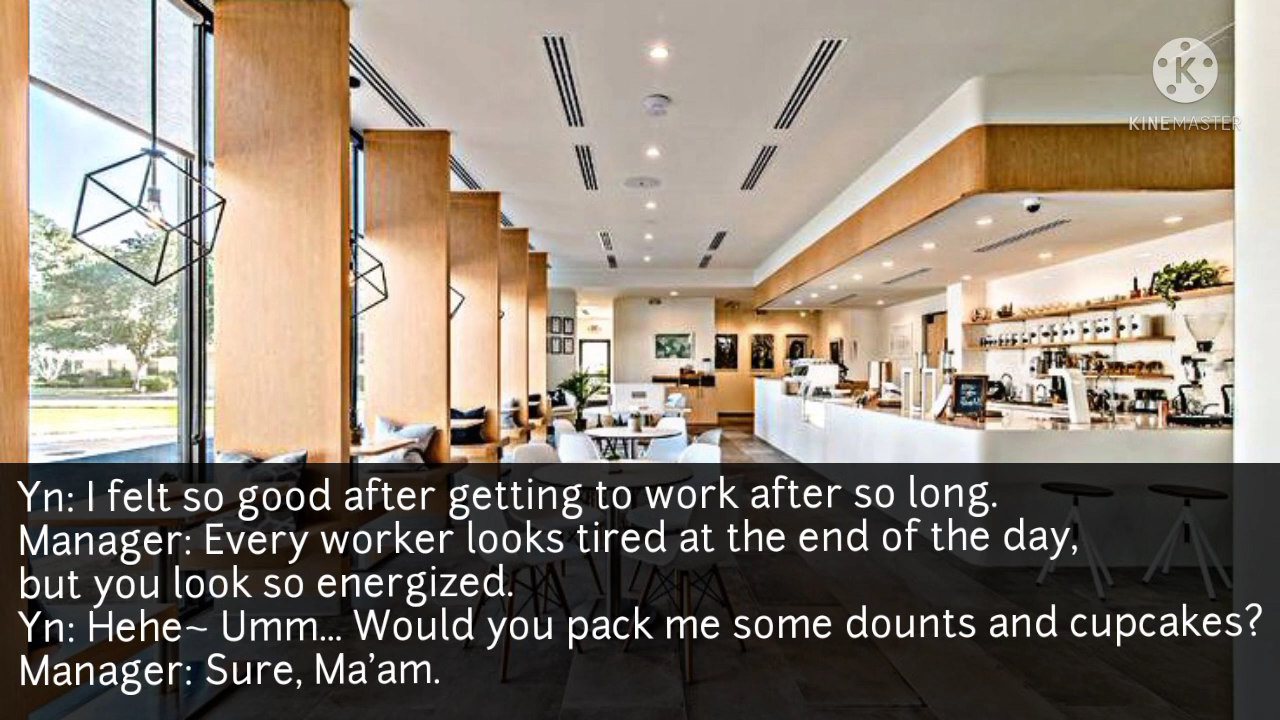 KINEMASTER
Yn: I felt so good after getting to work after so long.
Manager: Every worker looks tired at the end of the day,
but you look so energized.
Yn: Hehe~ Umm... Would you pack me some dounts and cupcakes?
Manager: Sure, Ma'am.